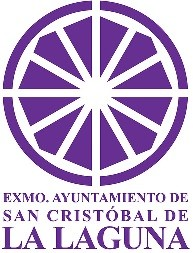 EXMO. AYUNTAMIENTO DE
SAN CRISTÓBAL DE
LA LAGUNA